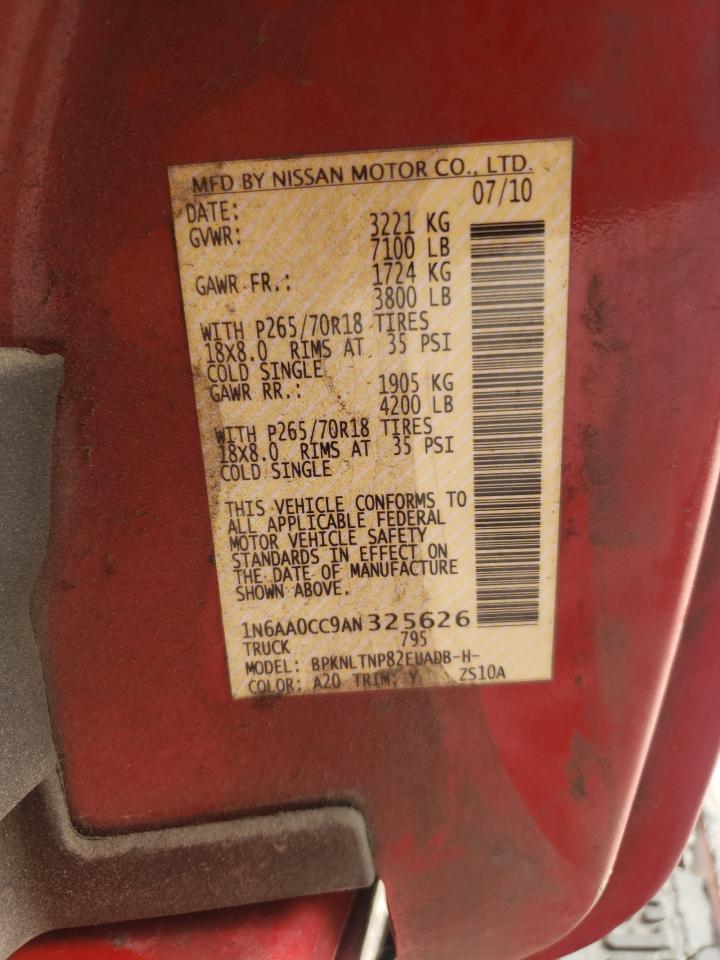 MFD BY NISSAN MOTOR CO., LTD.
DATE: 07/10
GVWR: 3221 KG
7100 LB
GAWR FR.: 1724 KG
3800 LB
WITH P265/70R18 TIRES
18x8.0 RIMS AT 35 PSI
COLD SINGLE
GAWR RR.: 1905 KG
4200 LB
WITH P265/70R18 TIRES
18x8.0 RIMS AT 35 PSI
COLD SINGLE
THIS VEHICLE CONFORMS TO
ALL APPLICABLE FEDERAL
MOTOR VEHICLE SAFETY
STANDARDS IN EFFECT ON
THE DATE OF MANUFACTURE
SHOWN ABOVE.
1N6AA0CC9AN325626
TRUCK 795
MODEL: BPKNLTNP82EUADB-H-
COLOR: A20 TRIM: Y ZS10A